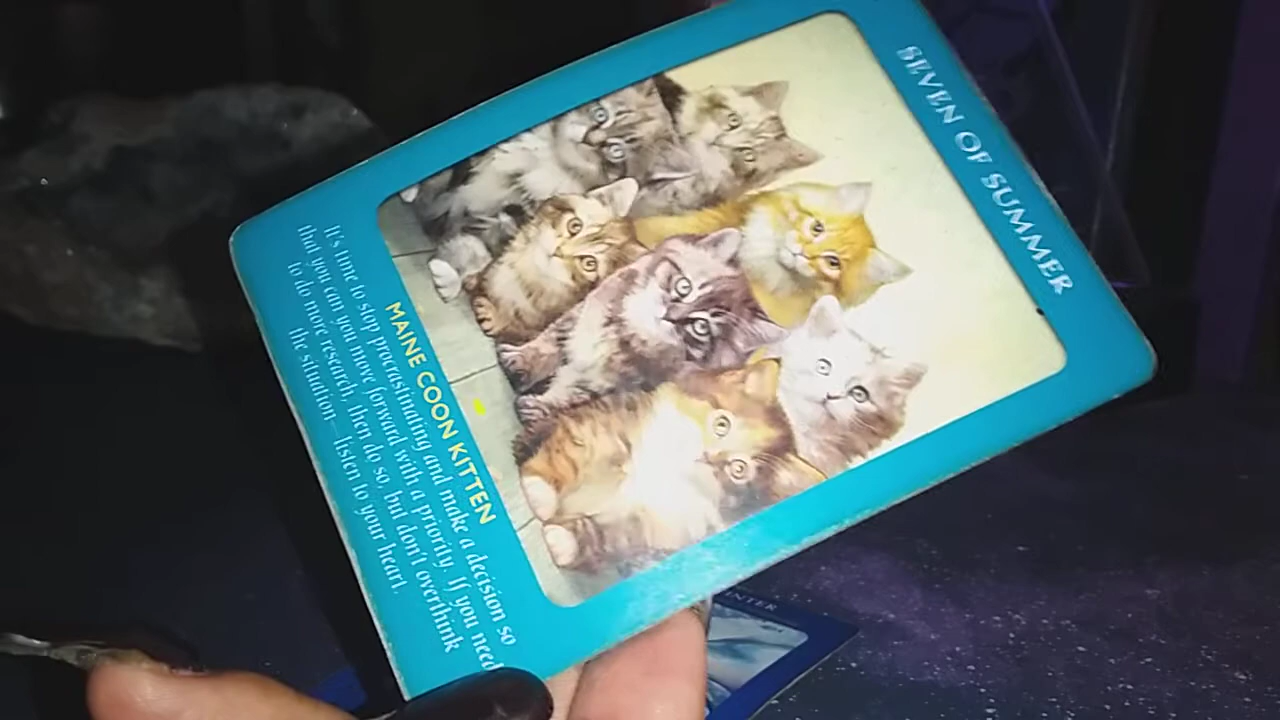 SEVEN OF SUMMER
MAINE COON KITTEN
It's time to stop procrastinating and make a decision so
that you can you move forward with a priority. If you need
to do more research, then do so, but don't overthink
the situation—listen to your heart.